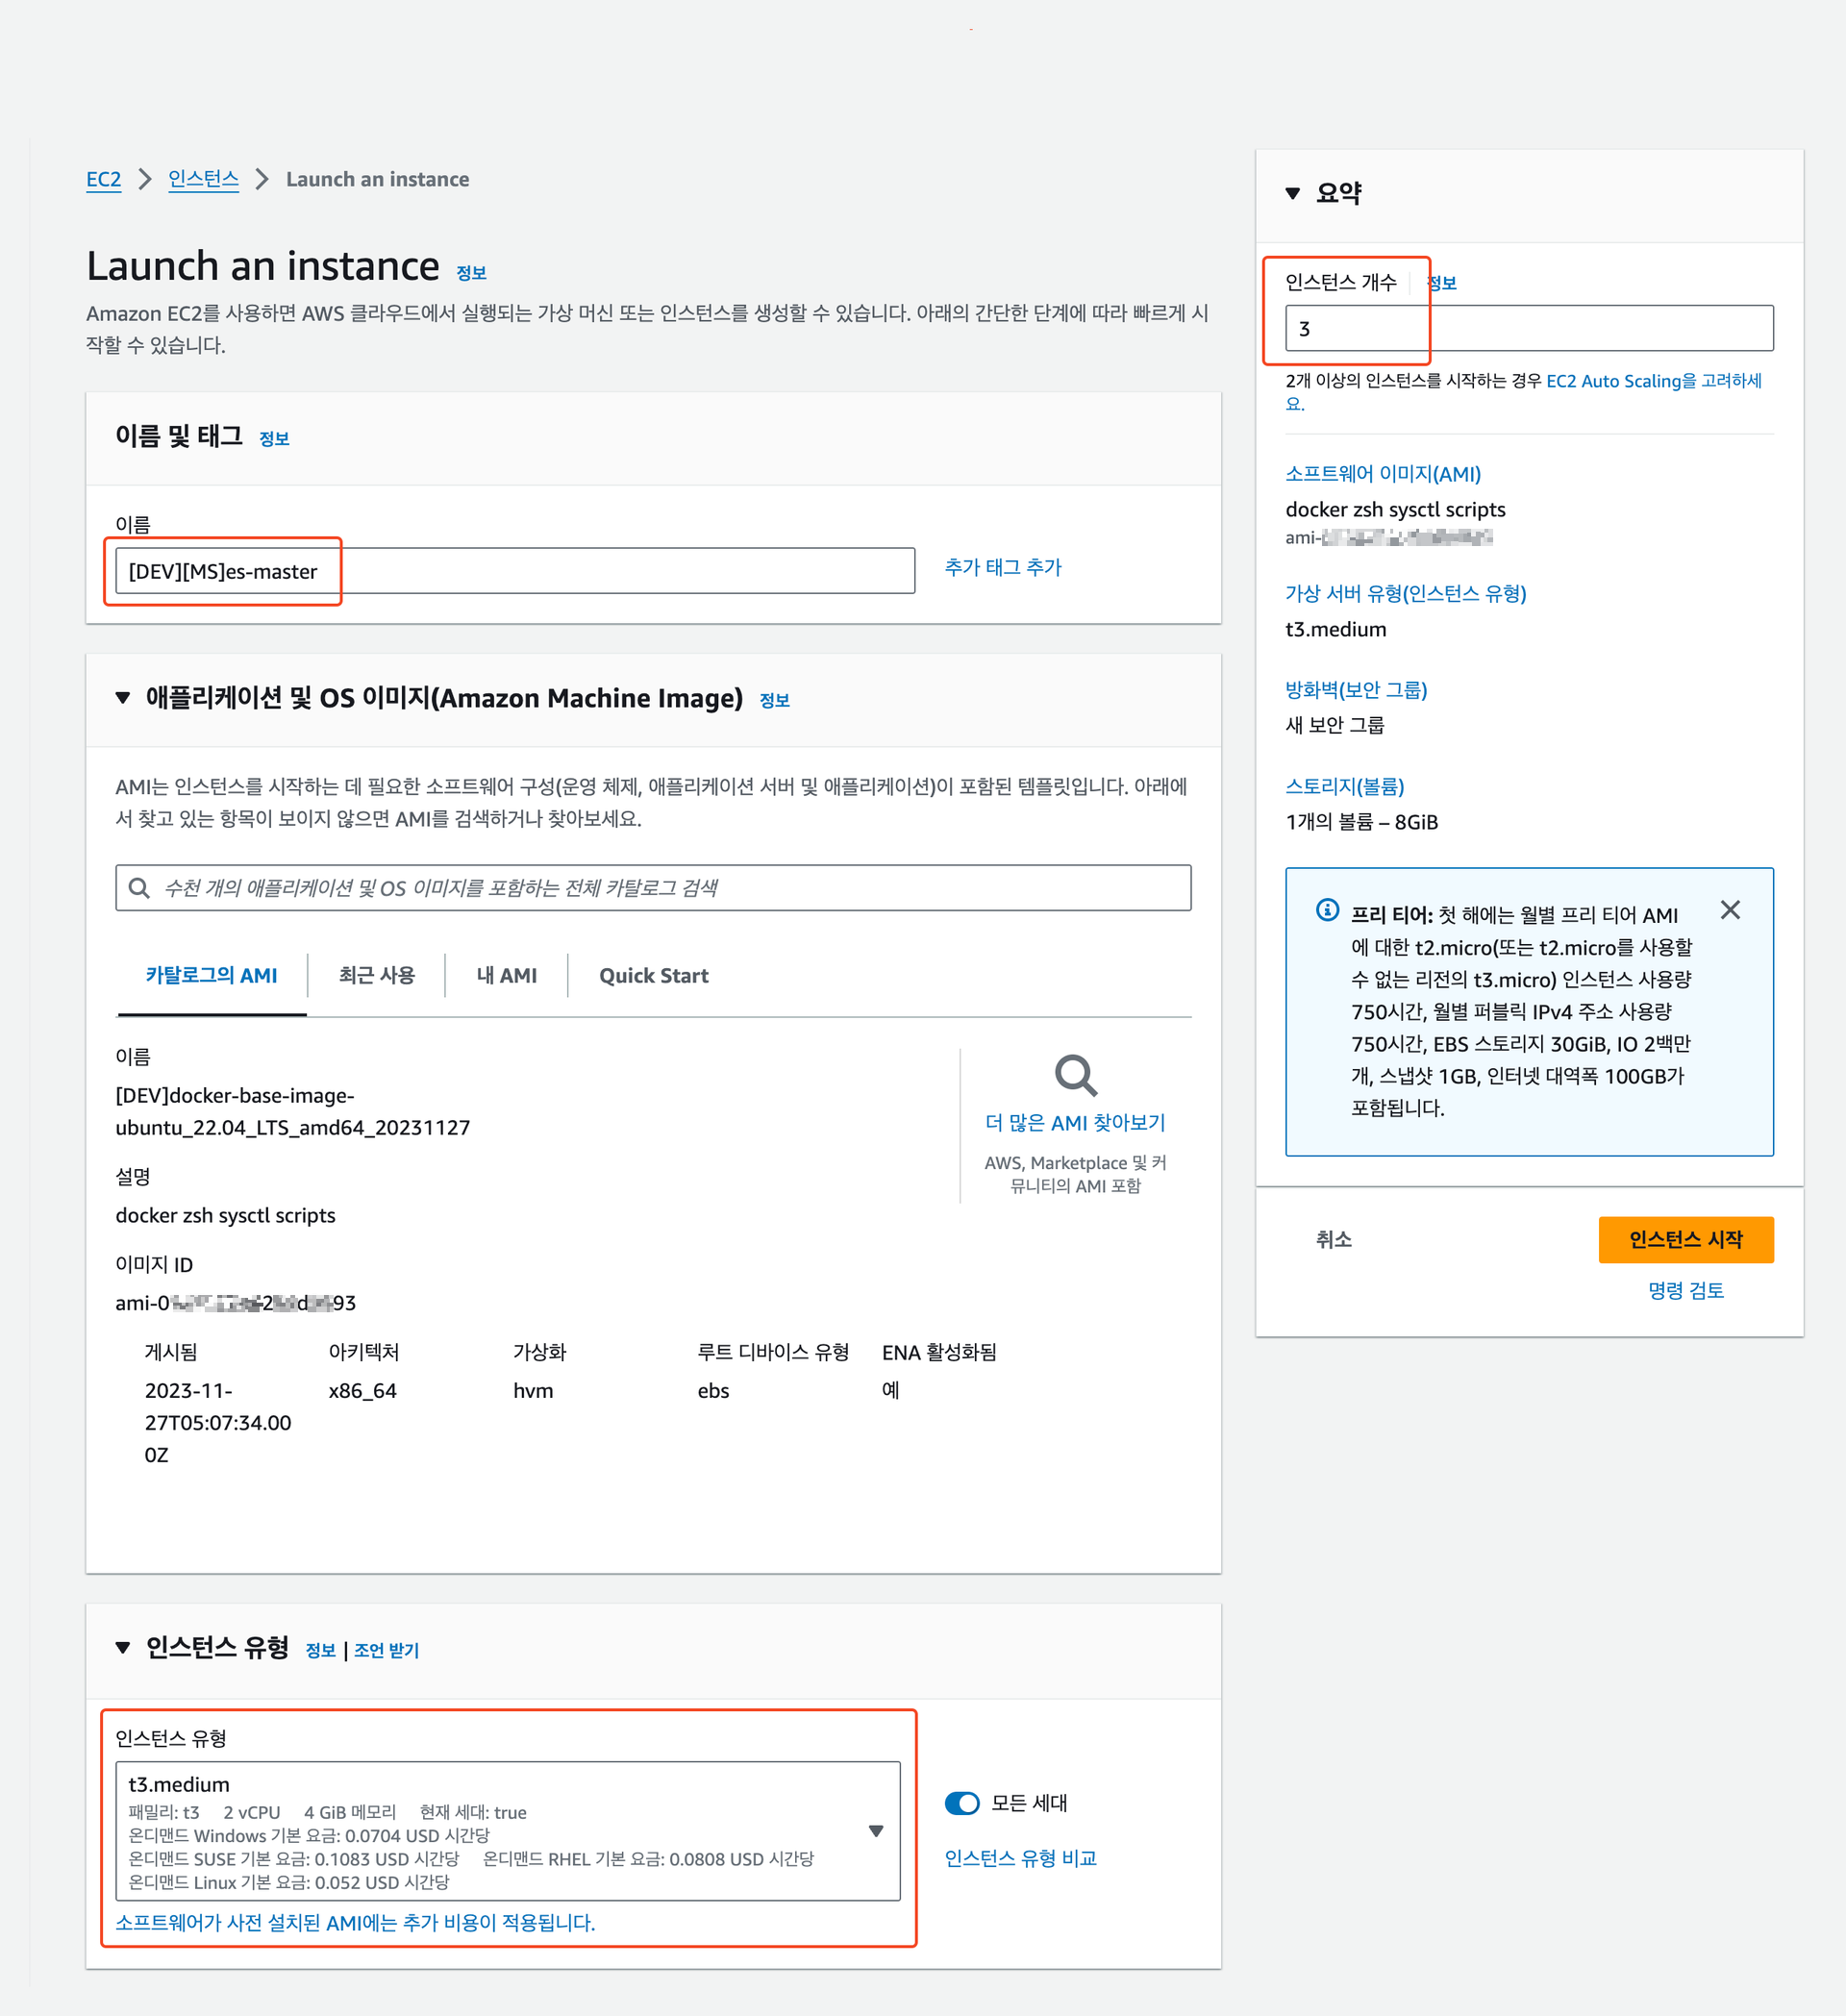 EC2 > 인스턴스 > Launch an instance
Launch an instance 정보
Amazon EC2를 사용하면 AWS 클라우드에서 실행되는 가상 머신 또는 인스턴스를 생성할 수 있습니다. 아래의 간단한 단계에 따라 빠르게 시
작할 수 있습니다.
이름 및 태그 정보
이름
[DEV][MS]es-master
추가 태그 추가
애플리케이션 및 OS 이미지(Amazon Machine Image) 정보
AMI는 인스턴스를 시작하는 데 필요한 소프트웨어 구성(운영 체제, 애플리케이션 서버 및 애플리케이션)이 포함된 템플릿입니다. 아래에
서 찾고 있는 항목이 보이지 않으면 AMI를 검색하거나 찾아보세요.
수천 개의 애플리케이션 및 OS 이미지를 포함하는 전체 카탈로그 검색
카탈로그의 AMI 최근 사용 내 AMI Quick Start
이름
[DEV]docker-base-image-
ubuntu_22.04_LTS_amd64_20231127
설명
docker zsh sysctl scripts
이미지 ID
ami-0
더 많은 AMI 찾아보기
AWS, Marketplace 및 커
뮤니티의 AMI 포함
게시됨 아키텍처 가상화 루트 디바이스 유형 ENA 활성화됨
2023-11- x86_64 hvm ebs 예
27T05:07:34.00
0Z
인스턴스 유형 정보 | 조언 받기
인스턴스 유형
t3.medium
패밀리: t3 2 vCPU 4 GiB 메모리 현재 세대: true
온디맨드 Windows 기본 요금: 0.0704 USD 시간당
온디맨드 SUSE 기본 요금: 0.1083 USD 시간당 온디맨드 RHEL 기본 요금: 0.0808 USD 시간당
온디맨드 Linux 기본 요금: 0.052 USD 시간당
소프트웨어가 사전 설치된 AMI에는 추가 비용이 적용됩니다.
모든 세대
인스턴스 유형 비교
요약
인스턴스 개수 정보
3
2개 이상의 인스턴스를 시작하는 경우 EC2 Auto Scaling을 고려하세
요.
소프트웨어 이미지(AMI)
docker zsh sysctl scripts
ami-
가상 서버 유형(인스턴스 유형)
t3.medium
방화벽(보안 그룹)
새 보안 그룹
스토리지(볼륨)
1개의 볼륨 – 8GiB
프리 티어: 첫 해에는 월별 프리 티어 AMI
에 대한 t2.micro(또는 t2.micro를 사용할
수 없는 리전의 t3.micro) 인스턴스 사용량
750시간, 월별 퍼블릭 IPv4 주소 사용량
750시간, EBS 스토리지 30GiB, IO 2백만
개, 스냅샷 1GB, 인터넷 대역폭 100GB가
포함됩니다.
취소
인스턴스 시작
명령 검토